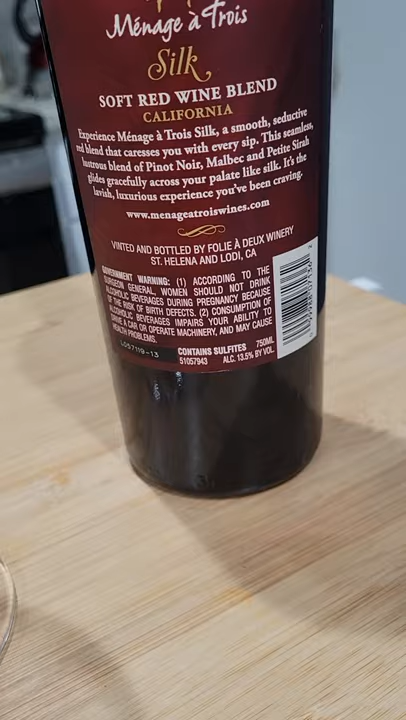 Ménage à Trois
Silk
SOFT RED WINE BLEND
CALIFORNIA
Experience Ménage à Trois Silk, a smooth, seductive
red blend that caresses you with every sip. This seamless,
lustrous blend of Pinot Noir, Malbec and Petite Sirah
glides gracefully across your palate like silk. It's the
lavish, luxurious experience you've been craving.
www.menageatroiswines.com
VINTED AND BOTTLED BY FOLIE À DEUX WINERY
ST. HELENA AND LODI, CA
GOVERNMENT WARNING: (1) ACCORDING TO THE
SURGEON GENERAL, WOMEN SHOULD NOT DRINK
ALCOHOLIC BEVERAGES DURING PREGNANCY BECAUSE
OF THE RISK OF BIRTH DEFECTS. (2) CONSUMPTION OF
ALCOHOLIC BEVERAGES IMPAIRS YOUR ABILITY TO
DRIVE A CAR OR OPERATE MACHINERY, AND MAY CAUSE
HEALTH PROBLEMS.
CONTAINS SULFITES 750ML
51057943 ALC. 13.5% BY VOL.